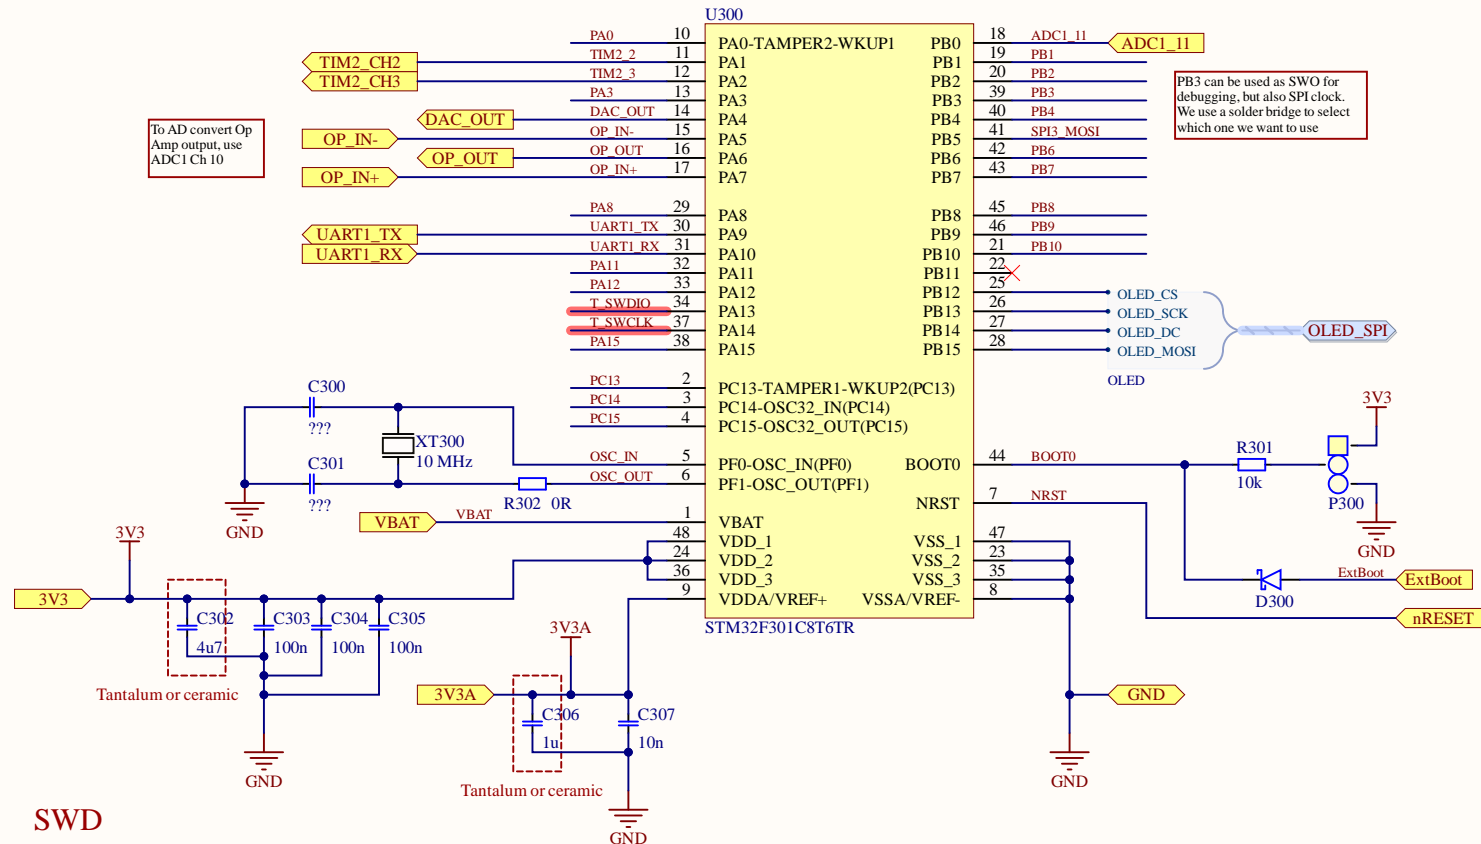 U300
PA0 10 PA0-TAMPER2-WKUP1 PB0 18 ADC1_11 ADC1_11
TIM2_CH2 TIM2_2 11 PA1 PB1 19 PB1
TIM2_CH3 TIM2_3 12 PA2 PB2 20 PB2
PA3 13 PA3 PB3 39 PB3
DAC_OUT DAC_OUT 14 PA4 PB4 40 PB4
OP_IN- OP_IN- 15 PA5 PB5 41 SPI3_MOSI
OP_OUT OP_OUT 16 PA6 PB6 42 PB6
OP_IN+ OP_IN+ 17 PA7 PB7 43 PB7
To AD convert Op
Amp output, use
ADC1 Ch 10
PB3 can be used as SWO for
debugging, but also SPI clock.
We use a solder bridge to select
which one we want to use
PA8 29 PA8 PB8 45 PB8
UART1_TX UART1_TX 30 PA9 PB9 46 PB9
UART1_RX UART1_RX 31 PA10 PB10 21 PB10
PA11 32 PA11 PB11 22
PA12 33 PA12 PB12 25 OLED_CS
T_SWDIO 34 PA13 PB13 26 OLED_SCK
T_SWCLK 37 PA14 PB14 27 OLED_DC OLED_SPI
PA15 38 PA15 PB15 28 OLED_MOSI
OLED
PC13 2 PC13-TAMPER1-WKUP2(PC13)
PC14 3 PC14-OSC32_IN(PC14)
PC15 4 PC15-OSC32_OUT(PC15)
C300
???
XT300
10 MHz
C301
???
3V3
R301
10k
P300
GND
OSC_IN 5 PF0-OSC_IN(PF0) BOOT0 44 BOOT0
OSC_OUT 6 PF1-OSC_OUT(PF1)
R302 0R
GND
NRST 7 NRST
VBAT VBAT 1 VBAT
48 VDD_1 VSS_1 47
24 VDD_2 VSS_2 23
36 VDD_3 VSS_3 35
9 VDDA/VREF+ VSSA/VREF- 8
STM32F301C8T6TR
ExtBoot ExtBoot
D300
nRESET
3V3
3V3
C302 C303 C304 C305
4u7 100n 100n 100n
Tantalum or ceramic
GND
3V3A
3V3A
C306 C307
1u 10n
Tantalum or ceramic
GND
GND
GND
SWD